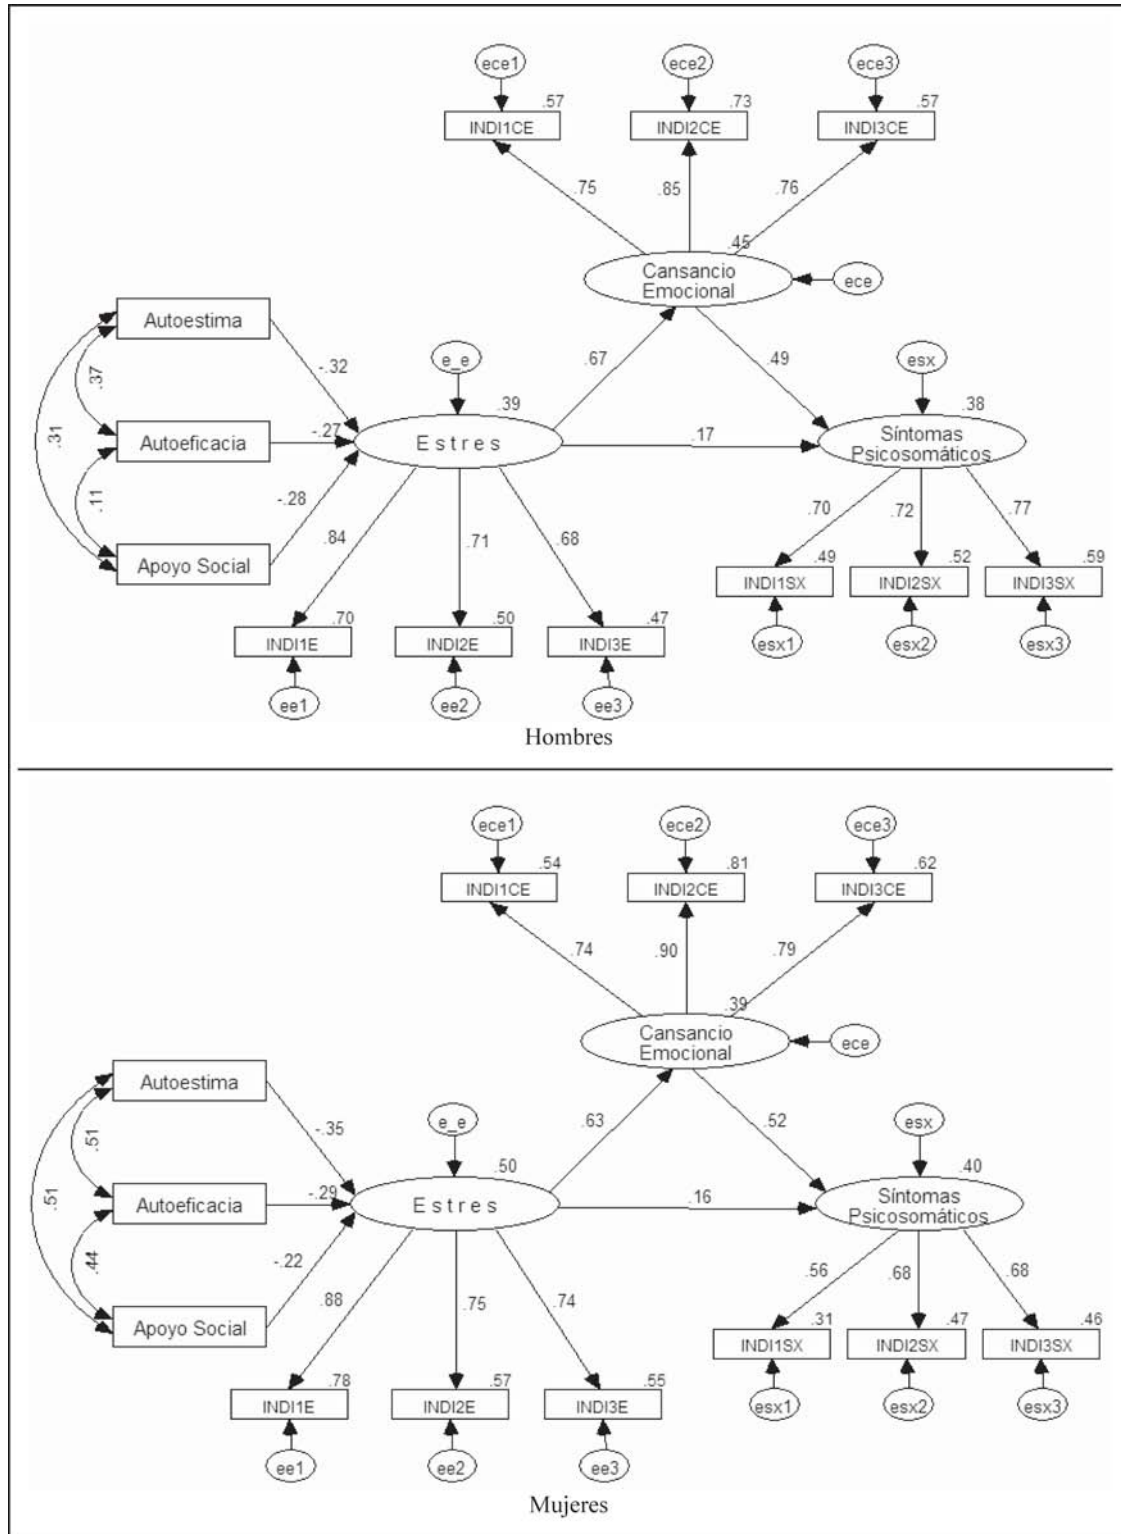 ece1
ece2
ece3
.57
.73
.57
INDI1CE
INDI2CE
INDI3CE
.75
.85
.76
.45
Cansancio
Emocional
ece
Autoestima
-.32
.67
.49
e_e
esx
.37
.39
.38
.31
Autoeficacia
-.27
Estres
.17
Síntomas
Psicosomáticos
.11
-.28
.84
.71
.68
.70
.72
.77
Apoyo Social
.49
.52
.59
INDI1SX
INDI2SX
INDI3SX
.70
.50
.47
INDI1E
INDI2E
INDI3E
esx1
esx2
esx3
ee1
ee2
ee3
Hombres
ece1
ece2
ece3
.54
.81
.62
INDI1CE
INDI2CE
INDI3CE
.74
.90
.79
.39
Cansancio
Emocional
ece
Autoestima
-.35
.63
.52
e_e
esx
.51
.50
.40
.51
Autoeficacia
-.29
Estres
.16
Síntomas
Psicosomáticos
.44
-.22
.88
.75
.74
.56
.68
.68
Apoyo Social
.31
.47
.46
INDI1SX
INDI2SX
INDI3SX
.78
.57
.55
INDI1E
INDI2E
INDI3E
esx1
esx2
esx3
ee1
ee2
ee3
Mujeres